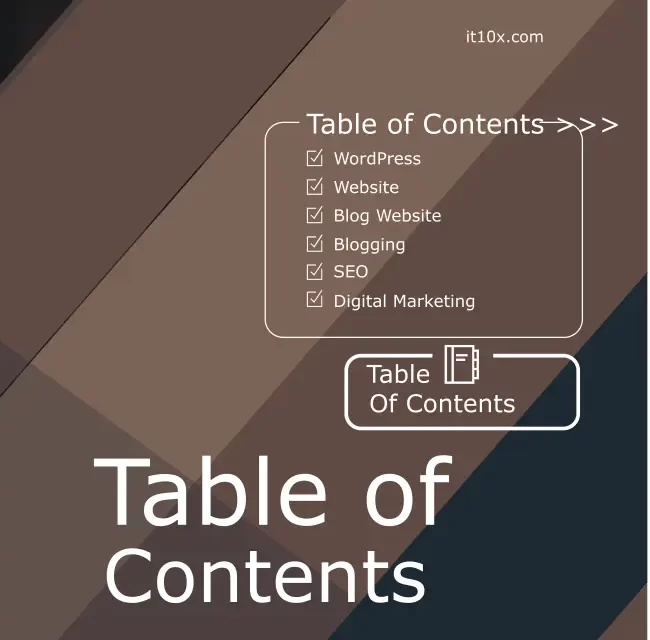 it10x.com
Table of Contents >>>
WordPress
Website
Blog Website
Blogging
SEO
Digital Marketing
Table
Of Contents
Table of
Contents